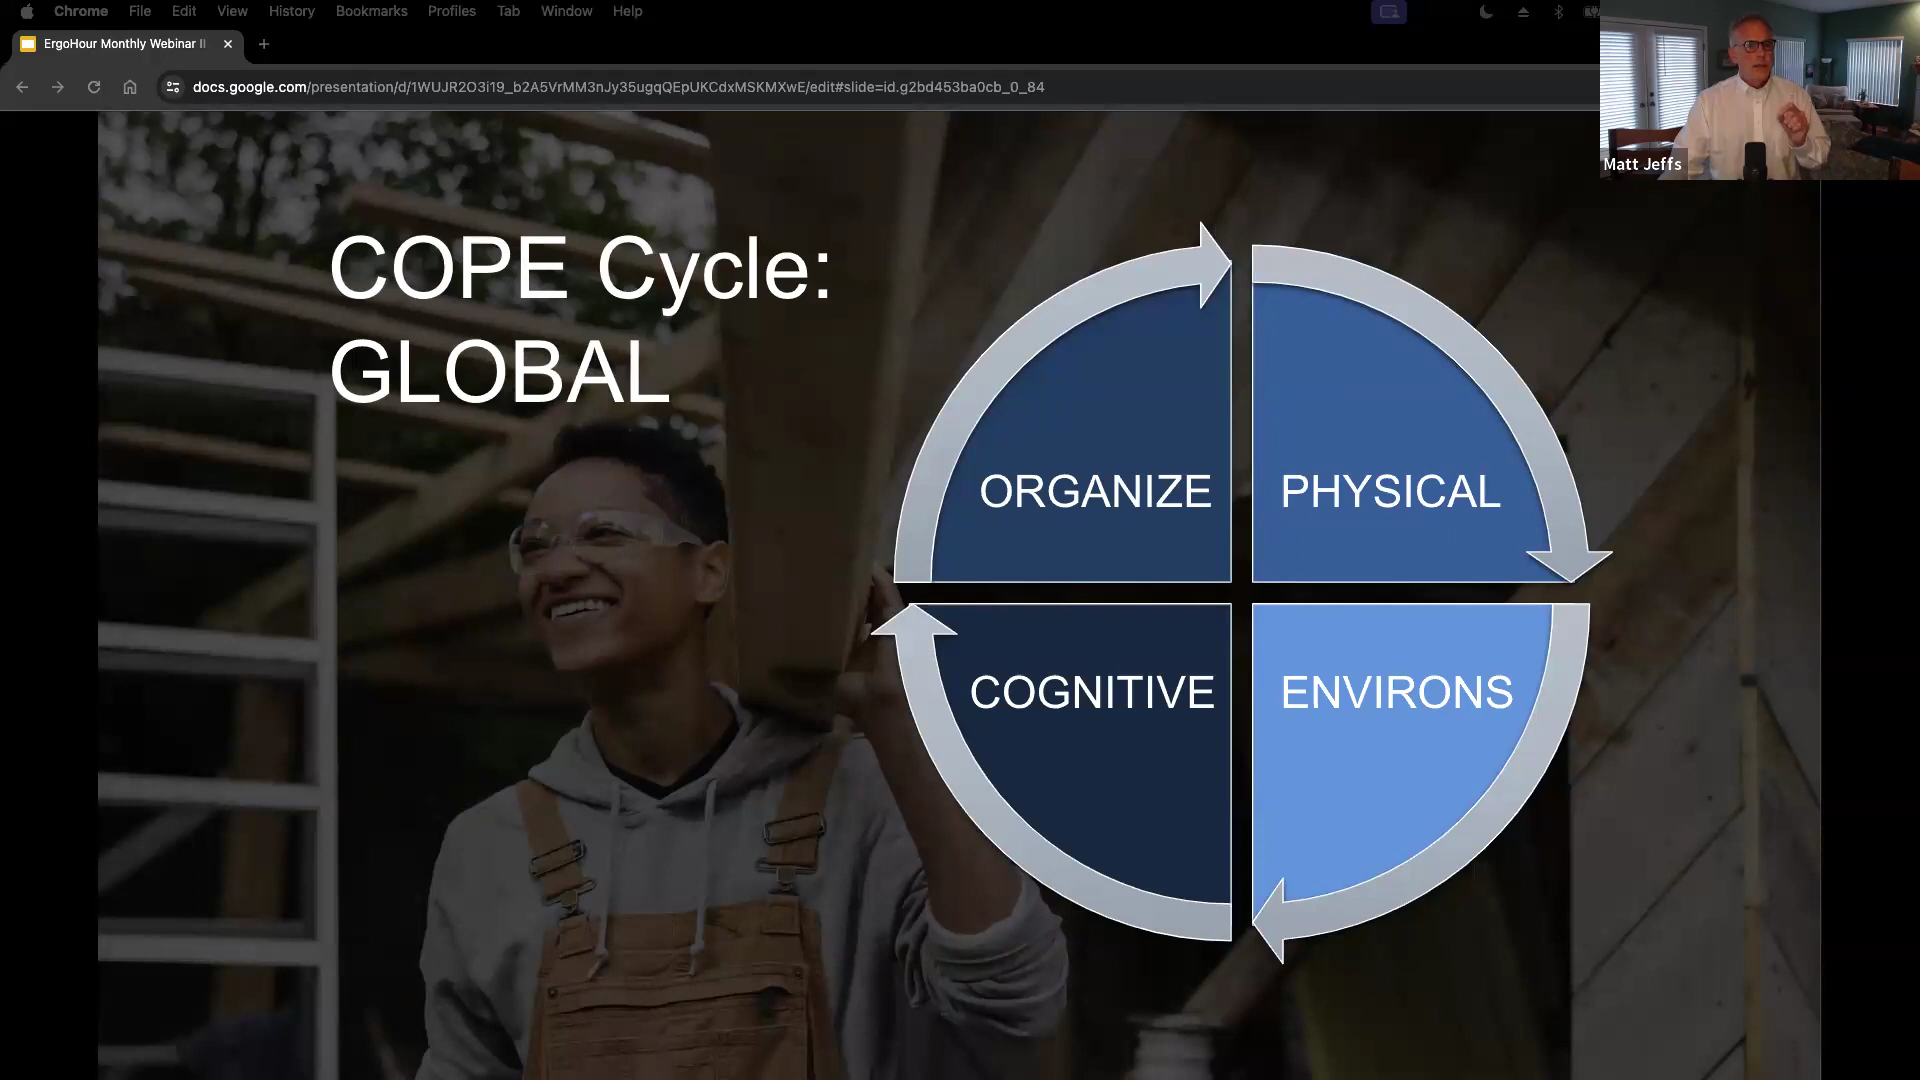 Chrome File Edit View History Bookmarks Profiles Tab Window Help
ErgoHour Monthly Webinar II
docs.google.com/presentation/d/1WUJR2O3i19_b2A5VrMM3nJy35ugqQEpUKCdxMSKMXwE/edit#slide=id.g2bd453ba0cb_0_84
Matt Jeffs
COPE Cycle:
GLOBAL
ORGANIZE PHYSICAL
COGNITIVE ENVIRONS